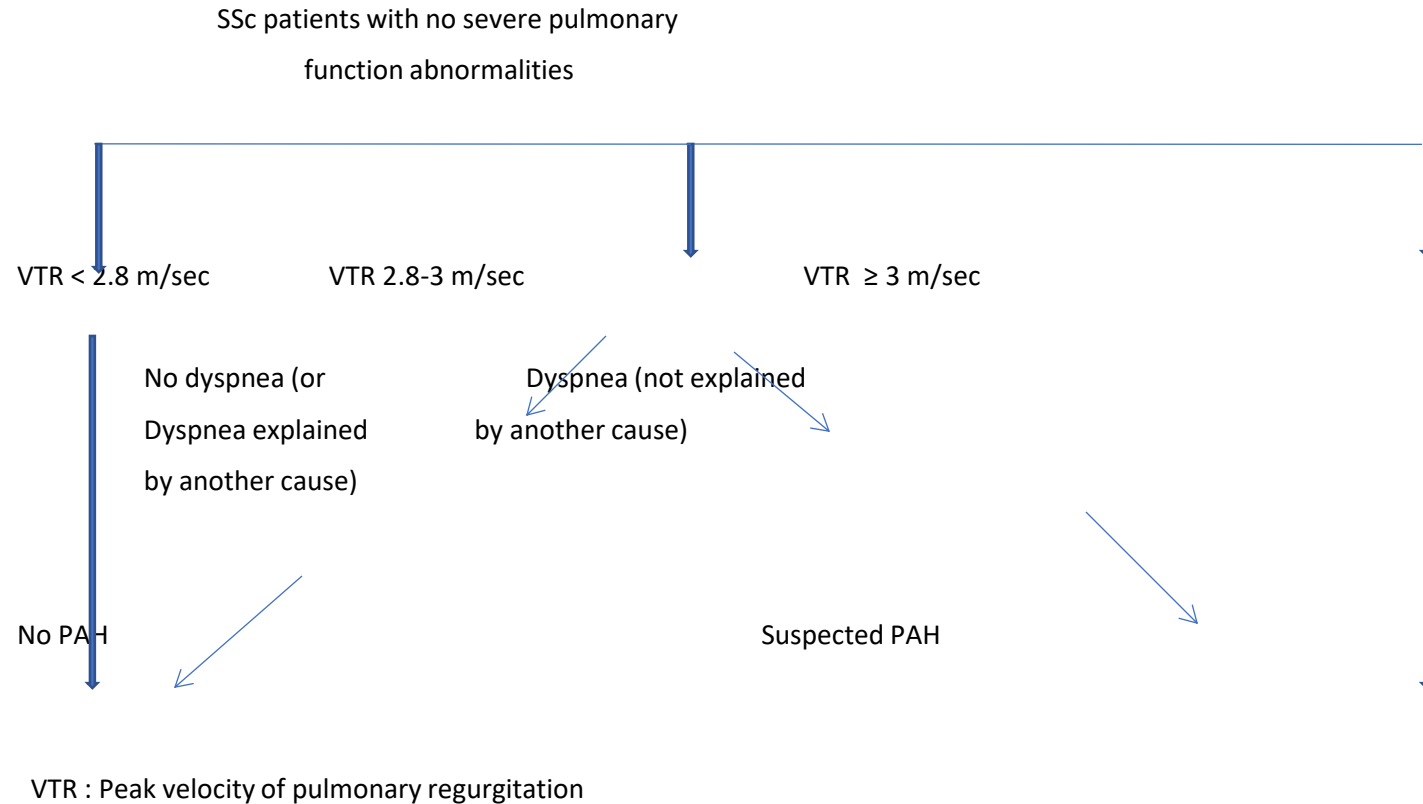 SSc patients with no severe pulmonary
function abnormalities
VTR < 2.8 m/sec VTR 2.8-3 m/sec VTR ≥ 3 m/sec
No dyspnea (or Dyspnea (not explained
Dyspnea explained by another cause)
by another cause)
No PAH Suspected PAH
VTR : Peak velocity of pulmonary regurgitation